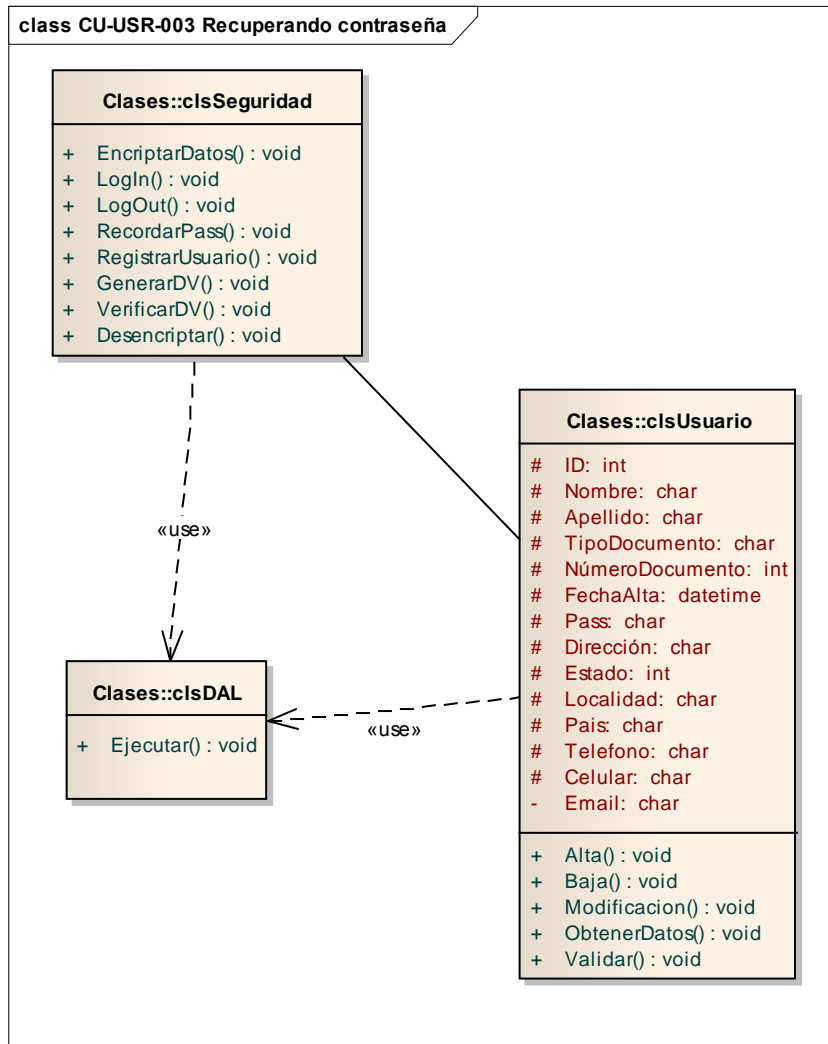 class CU-USR-003 Recuperando contraseña
Clases::clsSeguridad
+ EncriptarDatos() : void
+ LogIn() : void
+ LogOut() : void
+ RecordarPass() : void
+ RegistrarUsuario() : void
+ GenerarDV() : void
+ VerificarDV() : void
+ Desencriptar() : void
«use»
Clases::clsDAL
+ Ejecutar() : void
«use»
Clases::clsUsuario
# ID: int
# Nombre: char
# Apellido: char
# TipoDocumento: char
# NúmeroDocumento: int
# FechaAlta: datetime
# Pass: char
# Dirección: char
# Estado: int
# Localidad: char
# Pais: char
# Telefono: char
# Celular: char
- Email: char
+ Alta() : void
+ Baja() : void
+ Modificacion() : void
+ ObtenerDatos() : void
+ Validar() : void